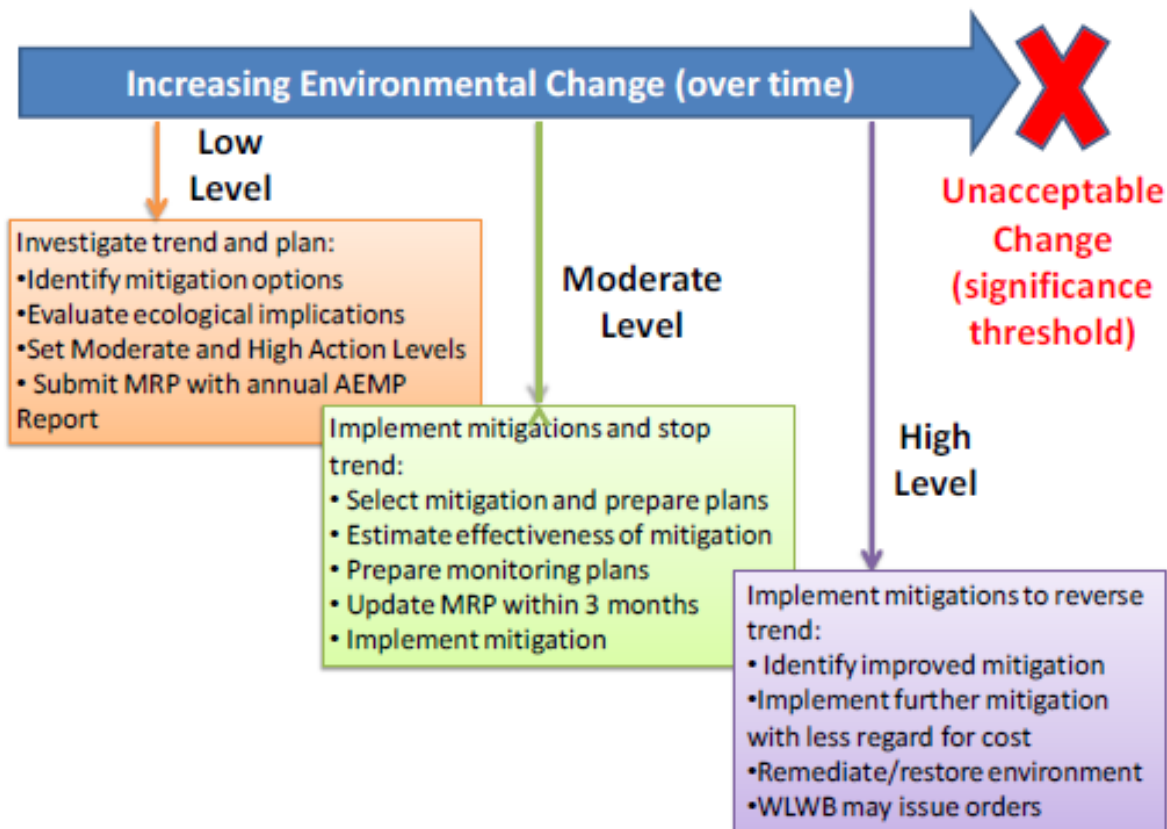 Increasing Environmental Change (over time)
Low
Level
Investigate trend and plan:
•Identify mitigation options
•Evaluate ecological implications
•Set Moderate and High Action Levels
• Submit MRP with annual AEMP
Report
Moderate
Level
Implement mitigations and stop
trend:
• Select mitigation and prepare plans
• Estimate effectiveness of mitigation
• Prepare monitoring plans
• Update MRP within 3 months
• Implement mitigation
High
Level
Implement mitigations to reverse
trend:
• Identify improved mitigation
•Implement further mitigation
with less regard for cost
•Remediate/restore environment
•WLWB may issue orders
Unacceptable
Change
(significance
threshold)